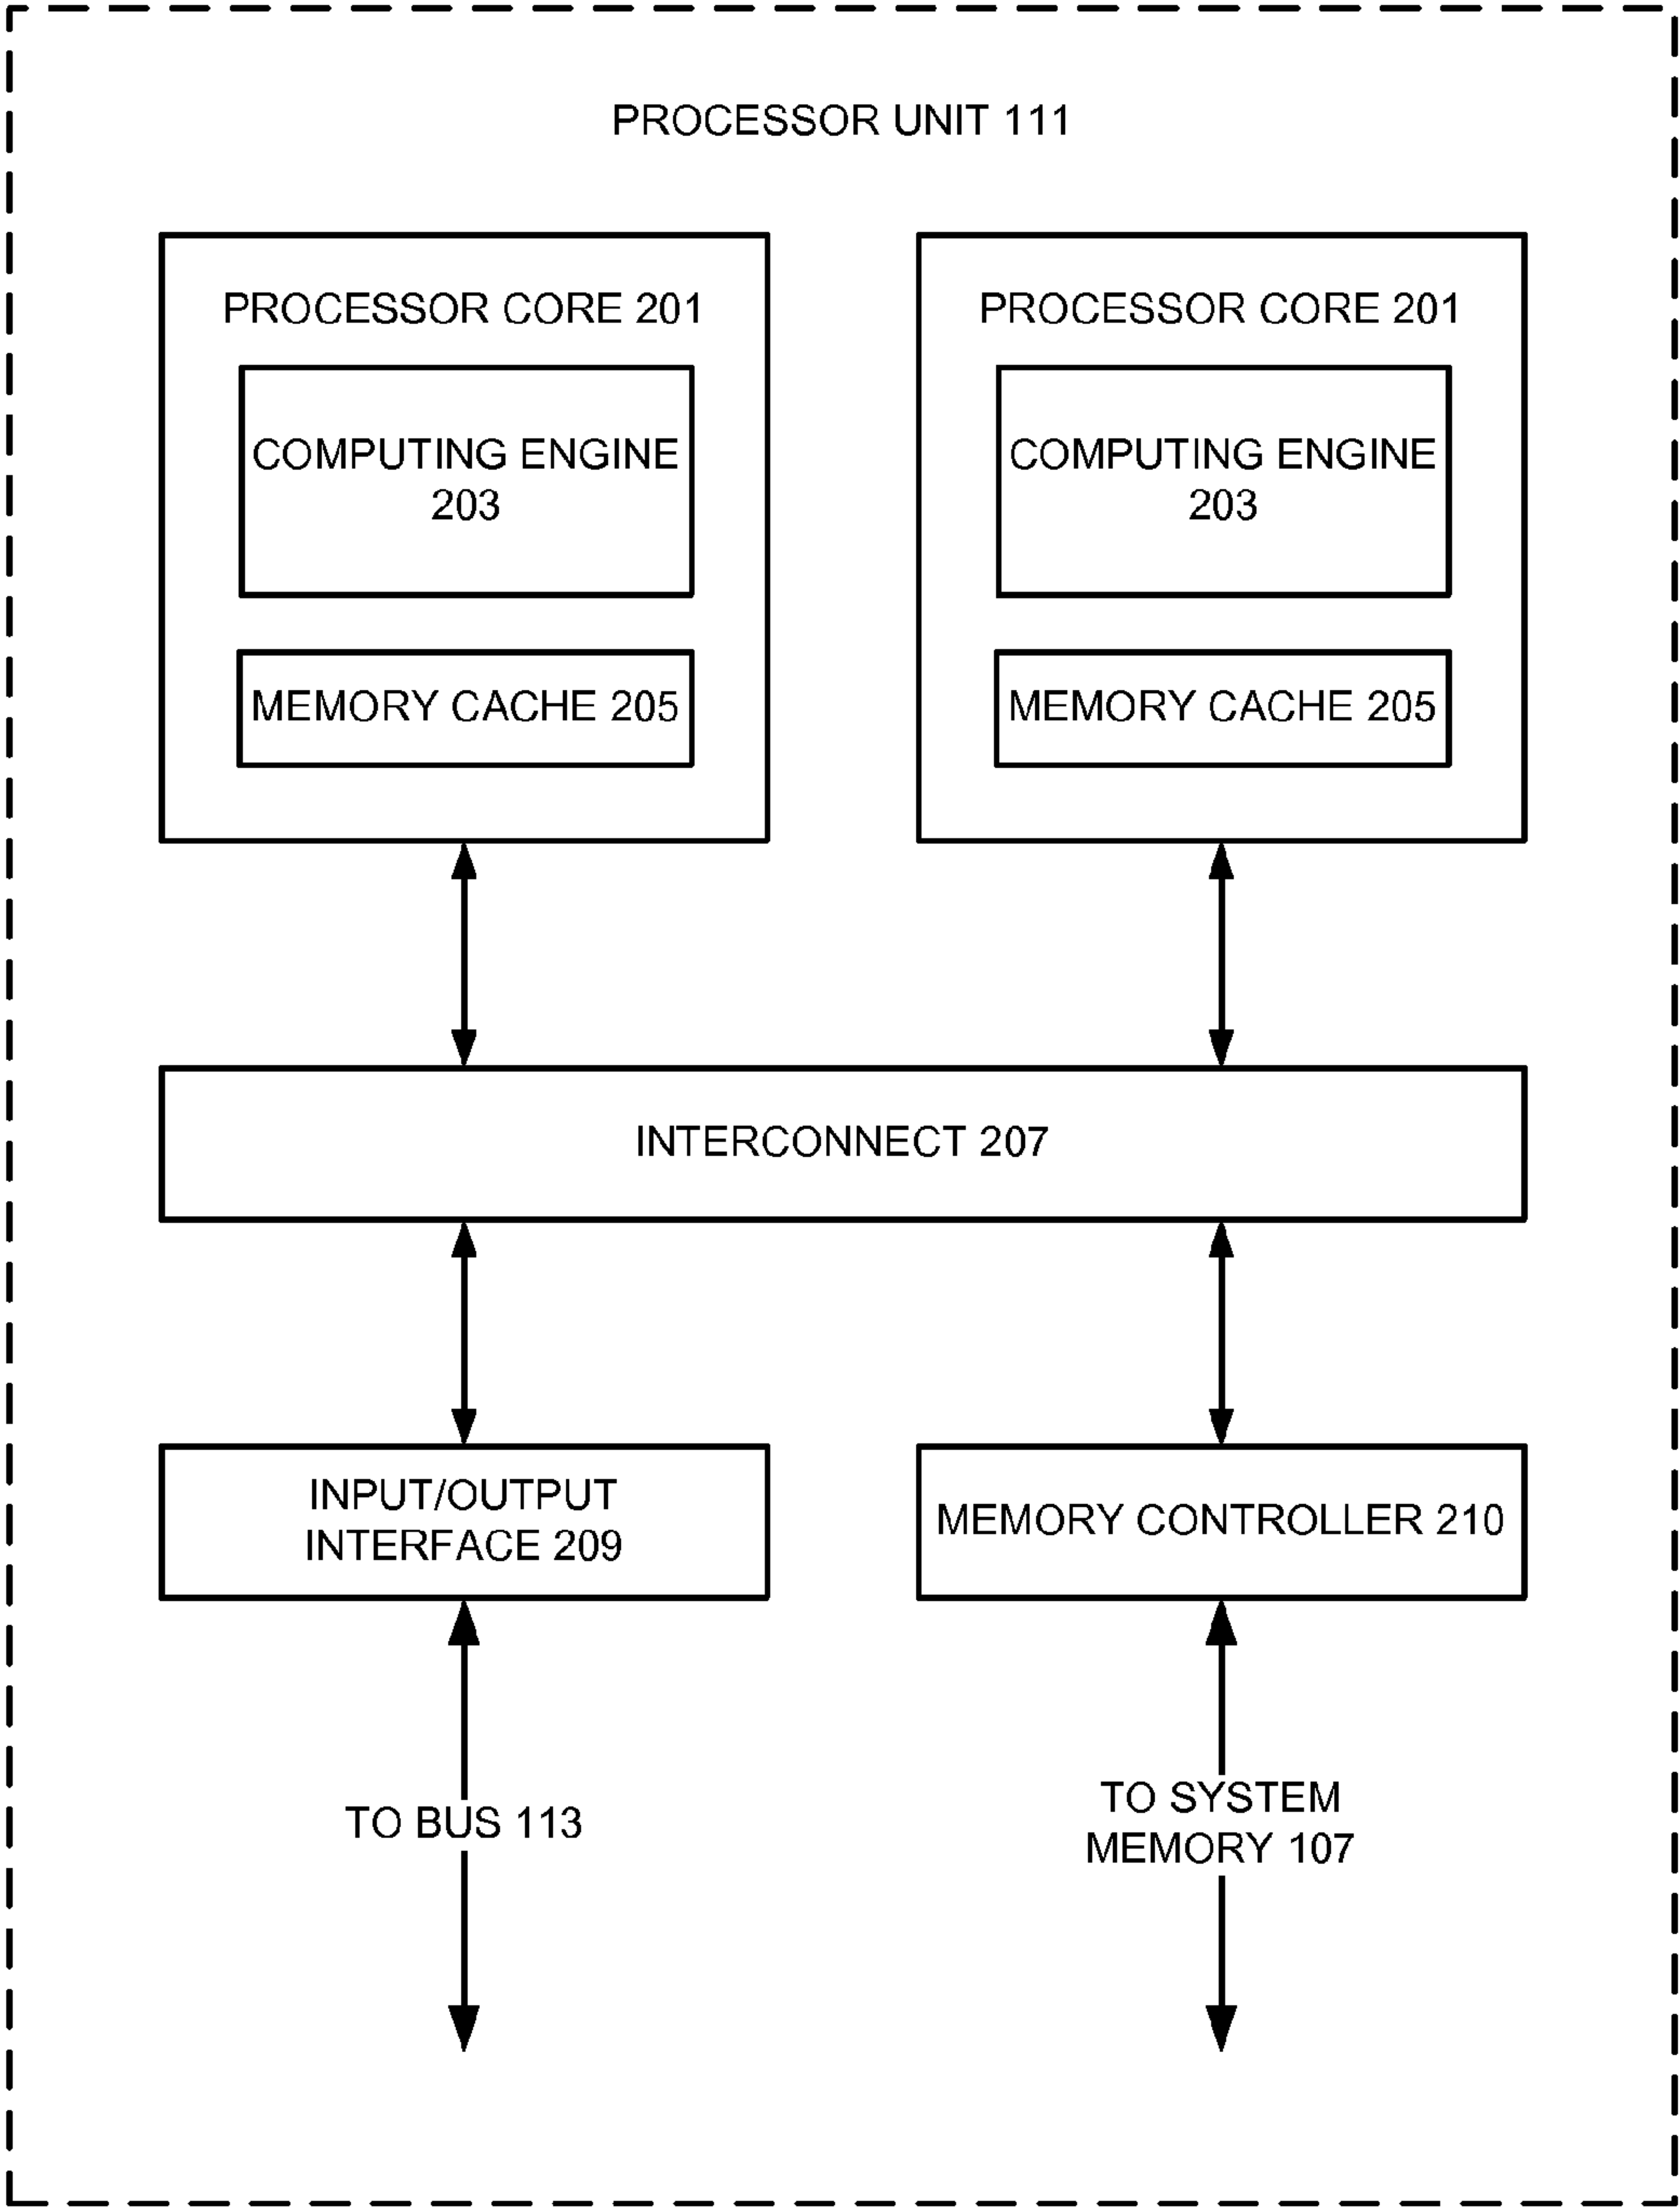 PROCESSOR UNIT 111
PROCESSOR CORE 201
COMPUTING ENGINE
203
MEMORY CACHE 205
PROCESSOR CORE 201
COMPUTING ENGINE
203
MEMORY CACHE 205
INTERCONNECT 207
INPUT/OUTPUT
INTERFACE 209
MEMORY CONTROLLER 210
TO BUS 113
TO SYSTEM
MEMORY 107